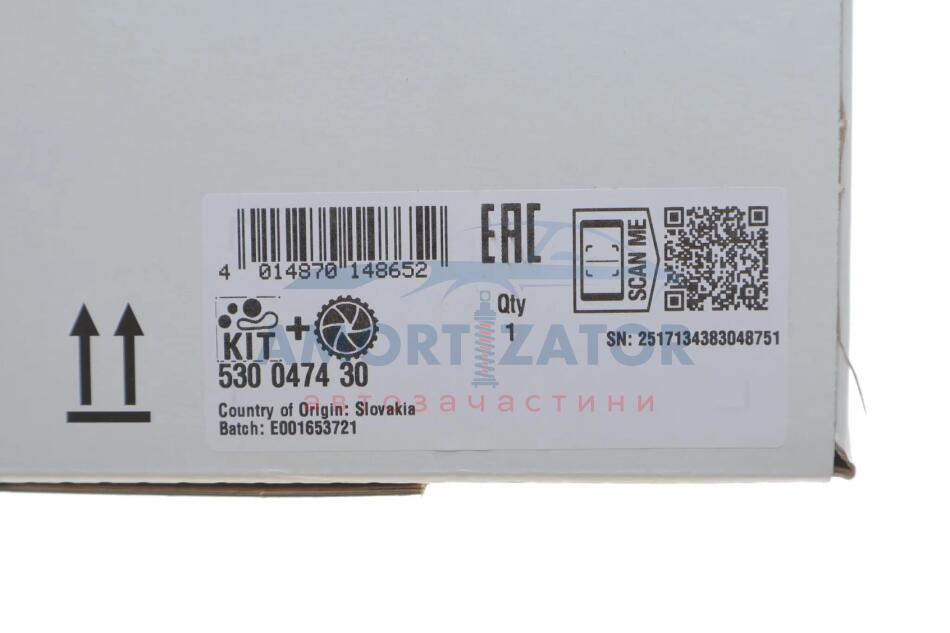 4 014870 148652
EAC
SCAN ME
KIT +
Qty
1
SN: 2517134383048751
530 0474 30
Country of Origin: Slovakia
Batch: E001653721
AMORTIZATOR
автозапчастини